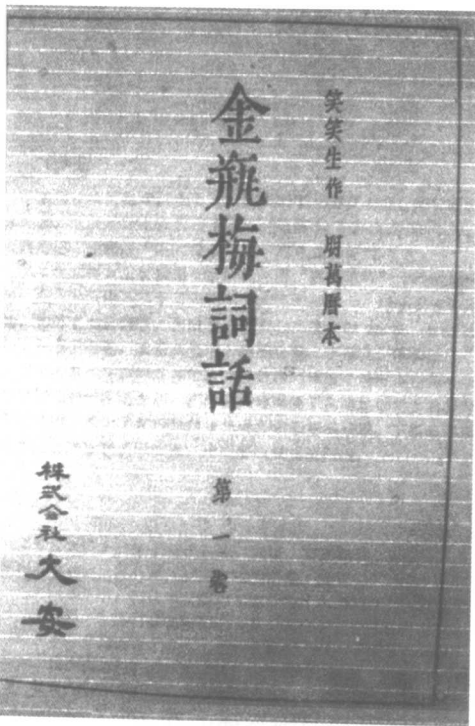 笑笑生作　明萬曆本
金瓶梅詞話　第一卷
株式会社　大安